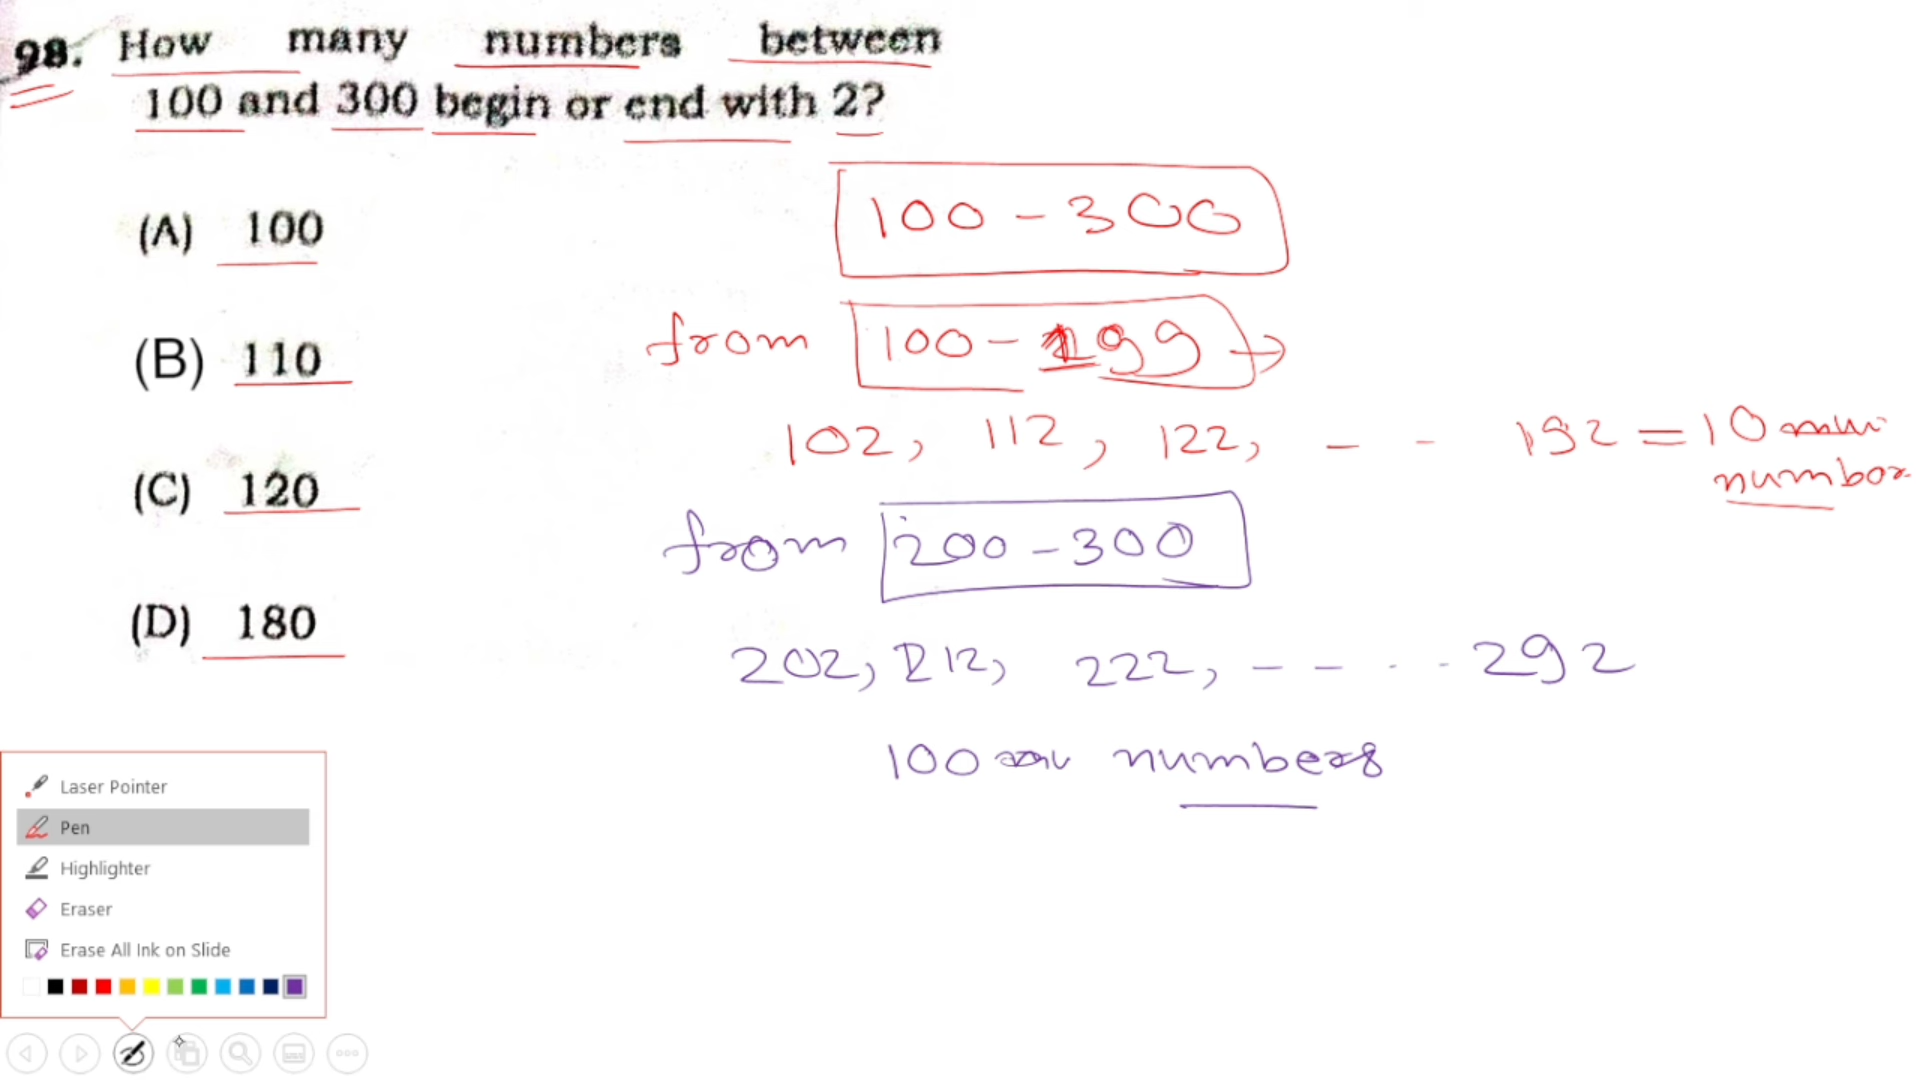 98. How many numbers between
100 and 300 begin or end with 2?
(A) 100
(B) 110
(C) 120
(D) 180
100 - 300
from 100 - 199 →
102, 112, 122, - - 192 = 10
number
from 200 - 300
202, 212, 222, - - - - 292
100 numbers
Laser Pointer
Pen
Highlighter
Eraser
Erase All Ink on Slide